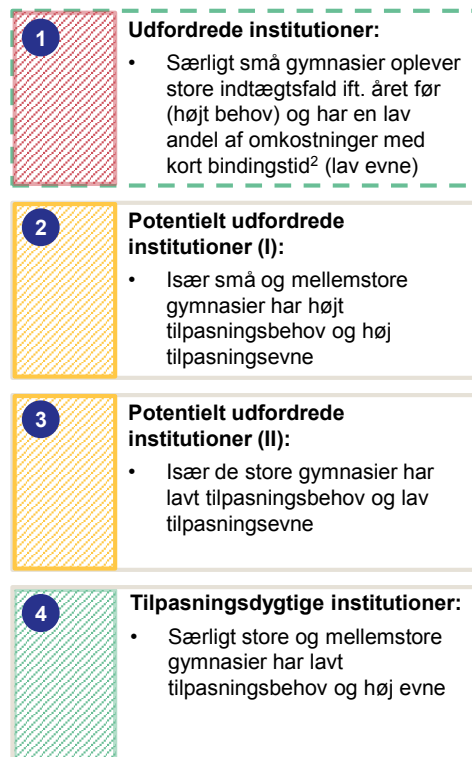 1
Udfordrede institutioner:
• Særligt små gymnasier oplever
store indtægtsfald ift. året før
(højt behov) og har en lav
andel af omkostninger med
kort bindingstid² (lav evne)
2
Potentielt udfordrede
institutioner (I):
• Især små og mellemstore
gymnasier har højt
tilpasningsbehov og høj
tilpasningsevne
3
Potentielt udfordrede
institutioner (II):
• Især de store gymnasier har
lavt tilpasningsbehov og lav
tilpasningsevne
4
Tilpasningsdygtige institutioner:
• Særligt store og mellemstore
gymnasier har lavt
tilpasningsbehov og høj evne